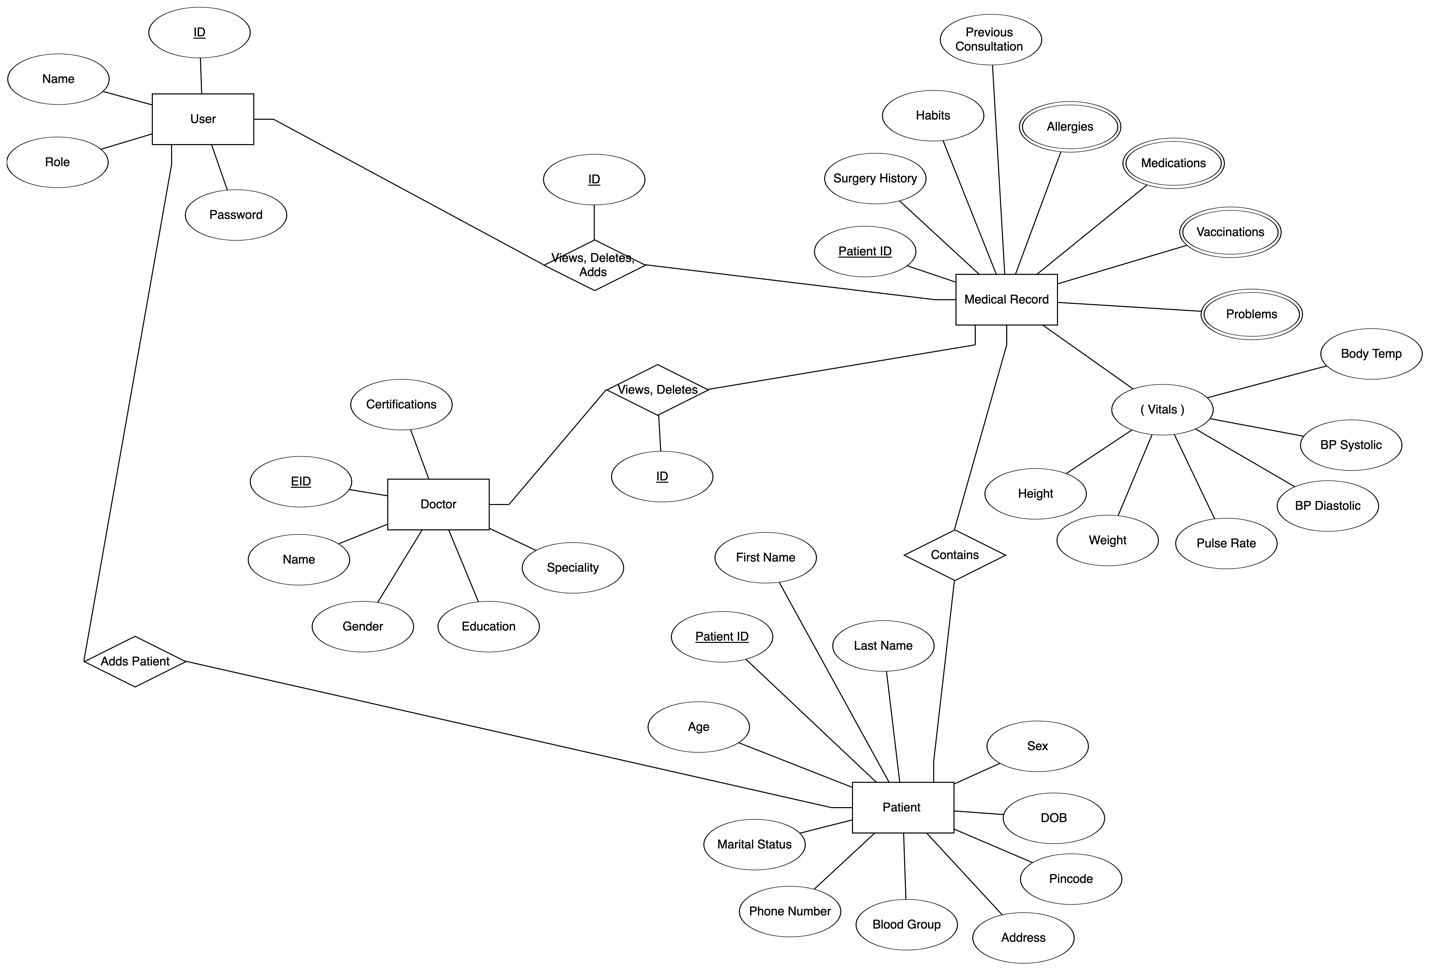 ID
Name
User
Role
Password
Previous
Consultation
Habits
Allergies
Medications
Surgery History
Vaccinations
Patient ID
Medical Record
Problems
ID
Views, Deletes,
Adds
Body Temp
( Vitals )
BP Systolic
BP Diastolic
Height
Weight
Pulse Rate
Views, Deletes
ID
Certifications
EID
Doctor
Name
Speciality
Gender
Education
Contains
First Name
Patient ID
Last Name
Adds Patient
Age
Sex
Patient
DOB
Marital Status
Pincode
Phone Number
Blood Group
Address